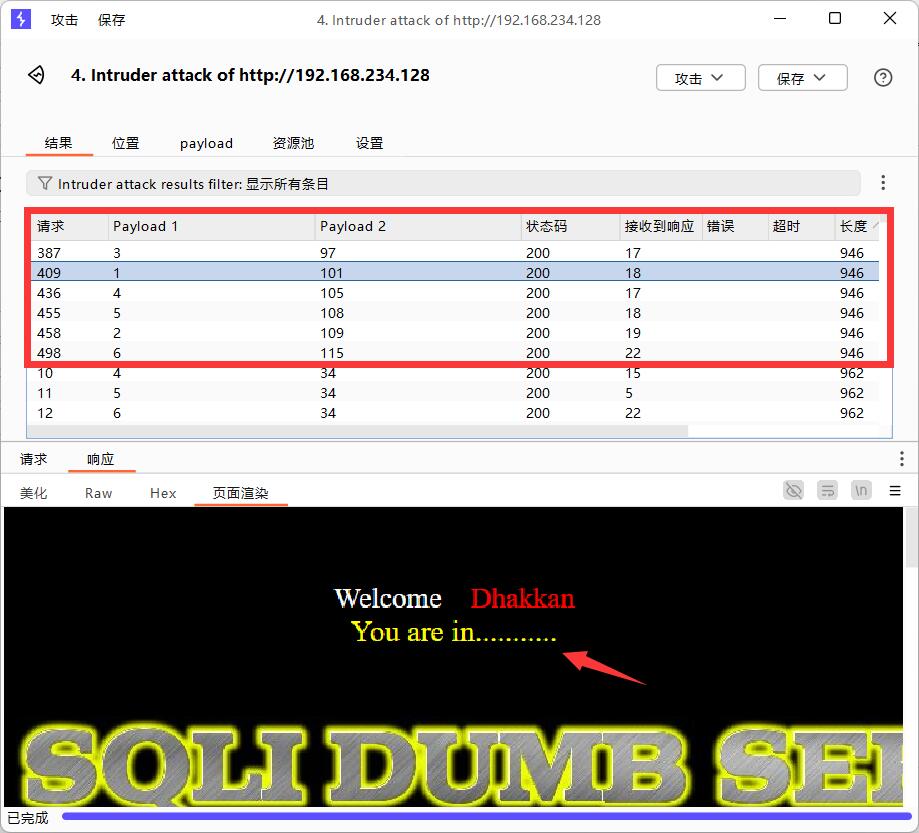 攻击 保存 4. Intruder attack of http://192.168.234.128
4. Intruder attack of http://192.168.234.128 攻击 保存
结果 位置 payload 资源池 设置
Intruder attack results filter: 显示所有条目
请求 Payload 1 Payload 2 状态码 接收到响应 错误 超时 长度
387 3 97 200 17 946
409 1 101 200 18 946
436 4 105 200 17 946
455 5 108 200 18 946
458 2 109 200 19 946
498 6 115 200 22 946
10 4 34 200 15 962
11 5 34 200 5 962
12 6 34 200 22 962
请求 响应
美化 Raw Hex 页面渲染 \n
Welcome Dhakkan
You are in...........
SQLI DUMB SE
已完成